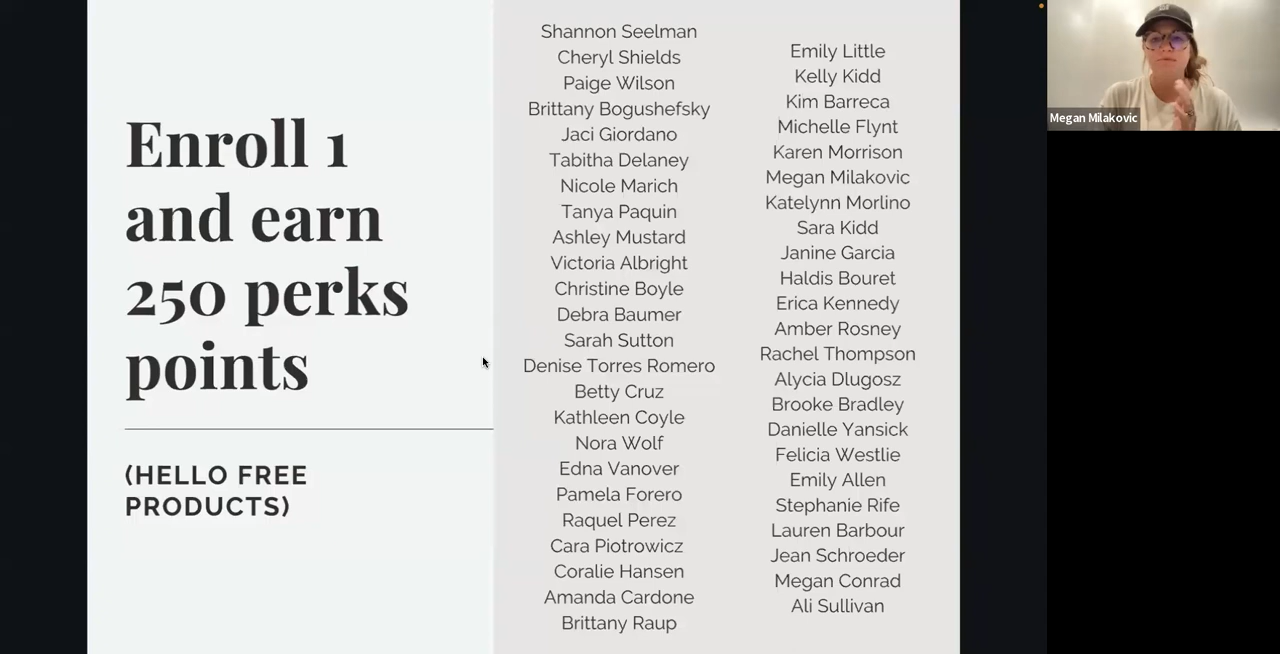 Enroll 1
and earn
250 perks
points
(HELLO FREE
PRODUCTS)
Shannon Seelman
Cheryl Shields
Paige Wilson
Brittany Bogushefsky
Jaci Giordano
Tabitha Delaney
Nicole Marich
Tanya Paquin
Ashley Mustard
Victoria Albright
Christine Boyle
Debra Baumer
Sarah Sutton
Denise Torres Romero
Betty Cruz
Kathleen Coyle
Nora Wolf
Edna Vanover
Pamela Forero
Raquel Perez
Cara Piotrowicz
Coralie Hansen
Amanda Cardone
Brittany Raup
Emily Little
Kelly Kidd
Kim Barreca
Michelle Flynt
Karen Morrison
Megan Milakovic
Katelynn Morlino
Sara Kidd
Janine Garcia
Haldis Bouret
Erica Kennedy
Amber Rosney
Rachel Thompson
Alycia Dlugosz
Brooke Bradley
Danielle Yansick
Felicia Westlie
Emily Allen
Stephanie Rife
Lauren Barbour
Jean Schroeder
Megan Conrad
Ali Sullivan
Megan Milakovic